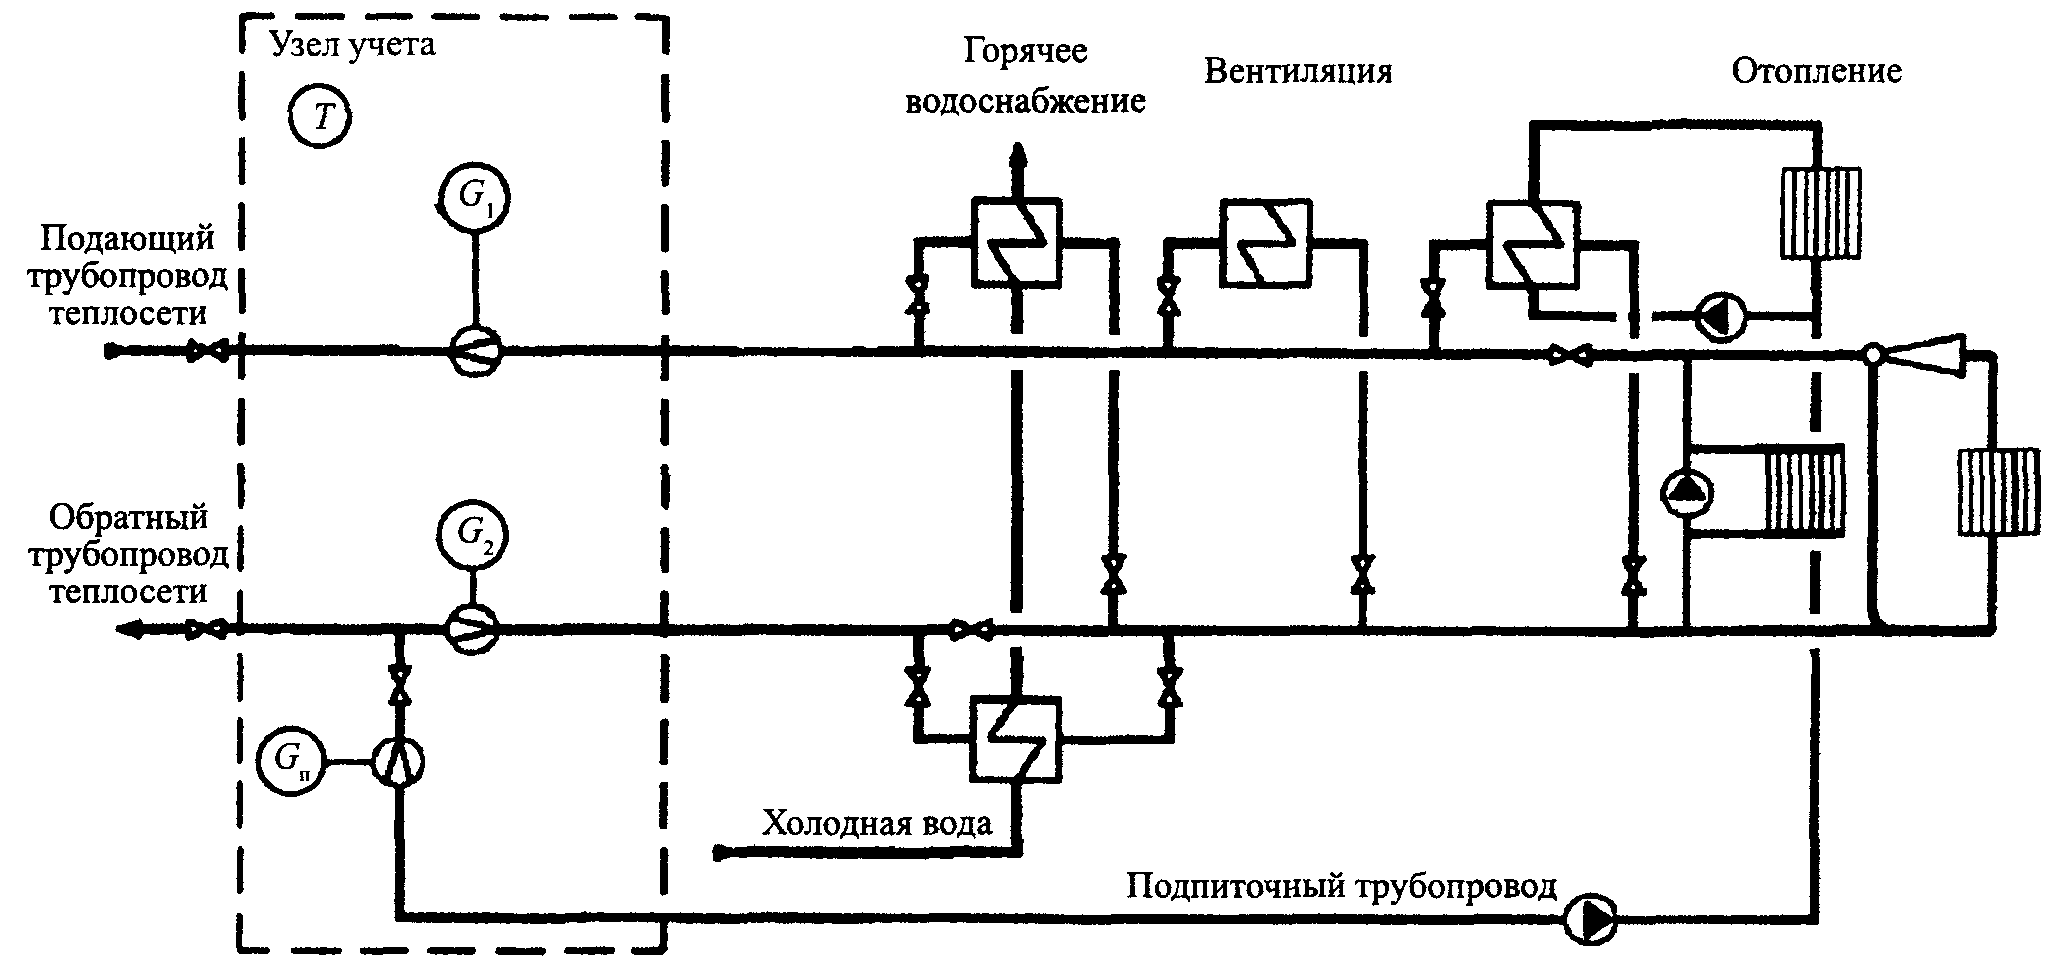 Узел учета
T
G1
Подающий
трубопровод
теплосети
Горячее
водоснабжение
Вентиляция
Отопление
Обратный
трубопровод
теплосети
G2
Gп
Холодная вода
Подпиточный трубопровод